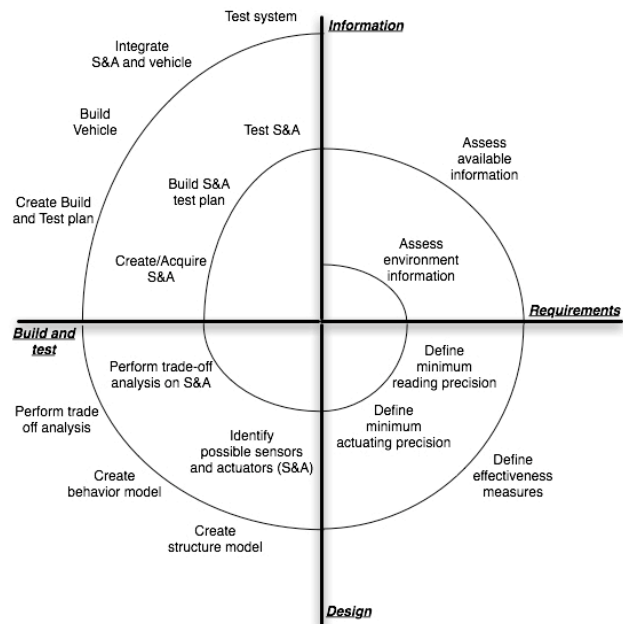 Test system
Information
Integrate
S&A and vehicle
Build
Vehicle
Test S&A
Assess
available
information
Build S&A
test plan
Create Build
and Test plan
Assess
environment
information
Create/Acquire
S&A
Requirements
Build and
test
Define
minimum
reading precision
Perform trade-off
analysis on S&A
Perform trade
off analysis
Define
minimum
actuating precision
Identify
possible sensors
and actuators (S&A)
Define
effectiveness
measures
Create
behavior model
Create
structure model
Design